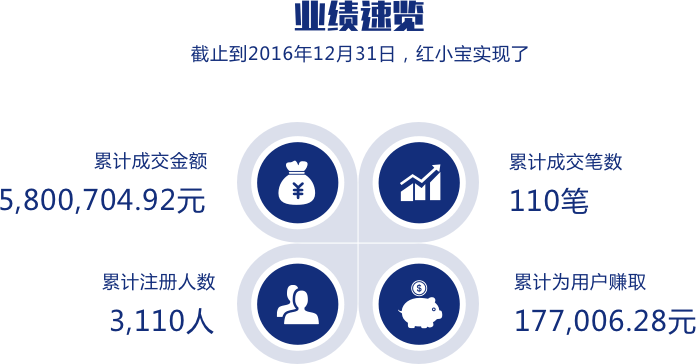 业绩速览
截止到2016年12月31日，红小宝实现了
累计成交金额
5,800,704.92元
累计成交笔数
110笔
累计注册人数
3,110人
累计为用户赚取
177,006.28元